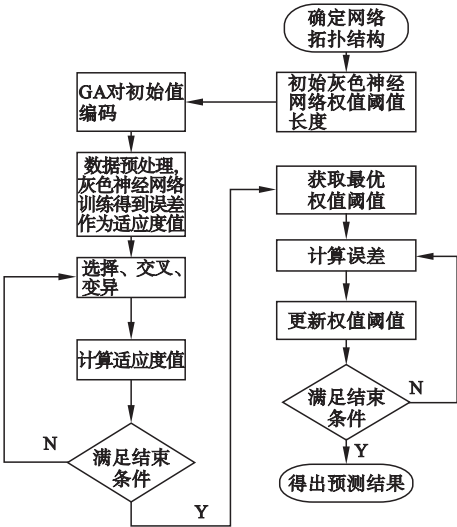 确定网络
拓扑结构
初始灰色神经
网络权值阈值
长度
GA对初始值
编码
数据预处理,
灰色神经网络
训练得到误差
作为适应度值
选择、交叉、
变异
计算适应度值
满足结束
条件
N
Y
获取最优
权值阈值
计算误差
更新权值阈值
满足结束
条件
N
Y
得出预测结果